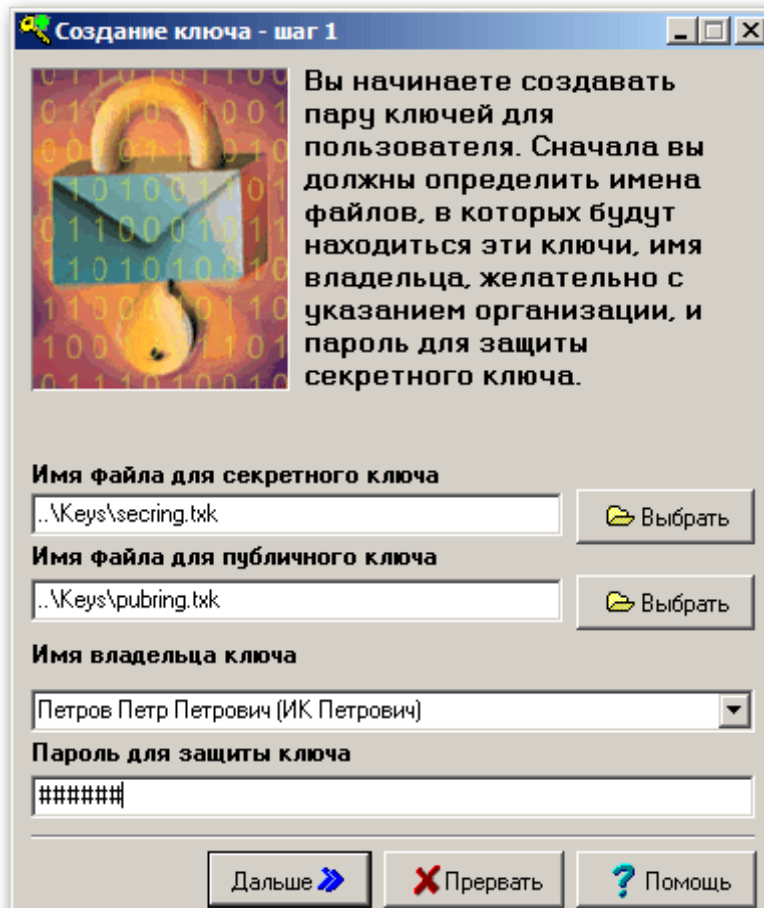 Создание ключа - шаг 1
Вы начинаете создавать
пару ключей для
пользователя. Сначала вы
должны определить имена
файлов, в которых будут
находиться эти ключи, имя
владельца, желательно с
указанием организации, и
пароль для защиты
секретного ключа.
Имя файла для секретного ключа
..\Keys\secring.txk
Выбрать
Имя файла для публичного ключа
..\Keys\pubring.txk
Выбрать
Имя владельца ключа
Петров Петр Петрович (ИК Петрович)
Пароль для защиты ключа
######
Дальше
Прервать
Помощь